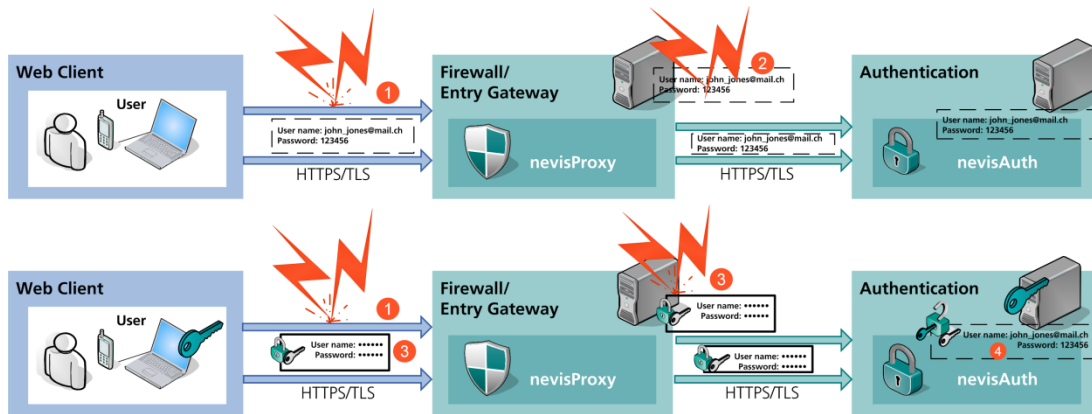 Web Client
User
1
User name: john_jones@mail.ch
Password: 123456
HTTPS/TLS
Firewall/
Entry Gateway
nevisProxy
2
User name: john_jones@mail.ch
Password: 123456
User name: john_jones@mail.ch
Password: 123456
HTTPS/TLS
Authentication
User name: john_jones@mail.ch
Password: 123456
nevisAuth
Web Client
User
1
User name: ••••••
Password: ••••••
3
HTTPS/TLS
Firewall/
Entry Gateway
nevisProxy
3
User name: ••••••
Password: ••••••
User name: ••••••
Password: ••••••
HTTPS/TLS
Authentication
User name: john_jones@mail.ch
4
Password: 123456
nevisAuth